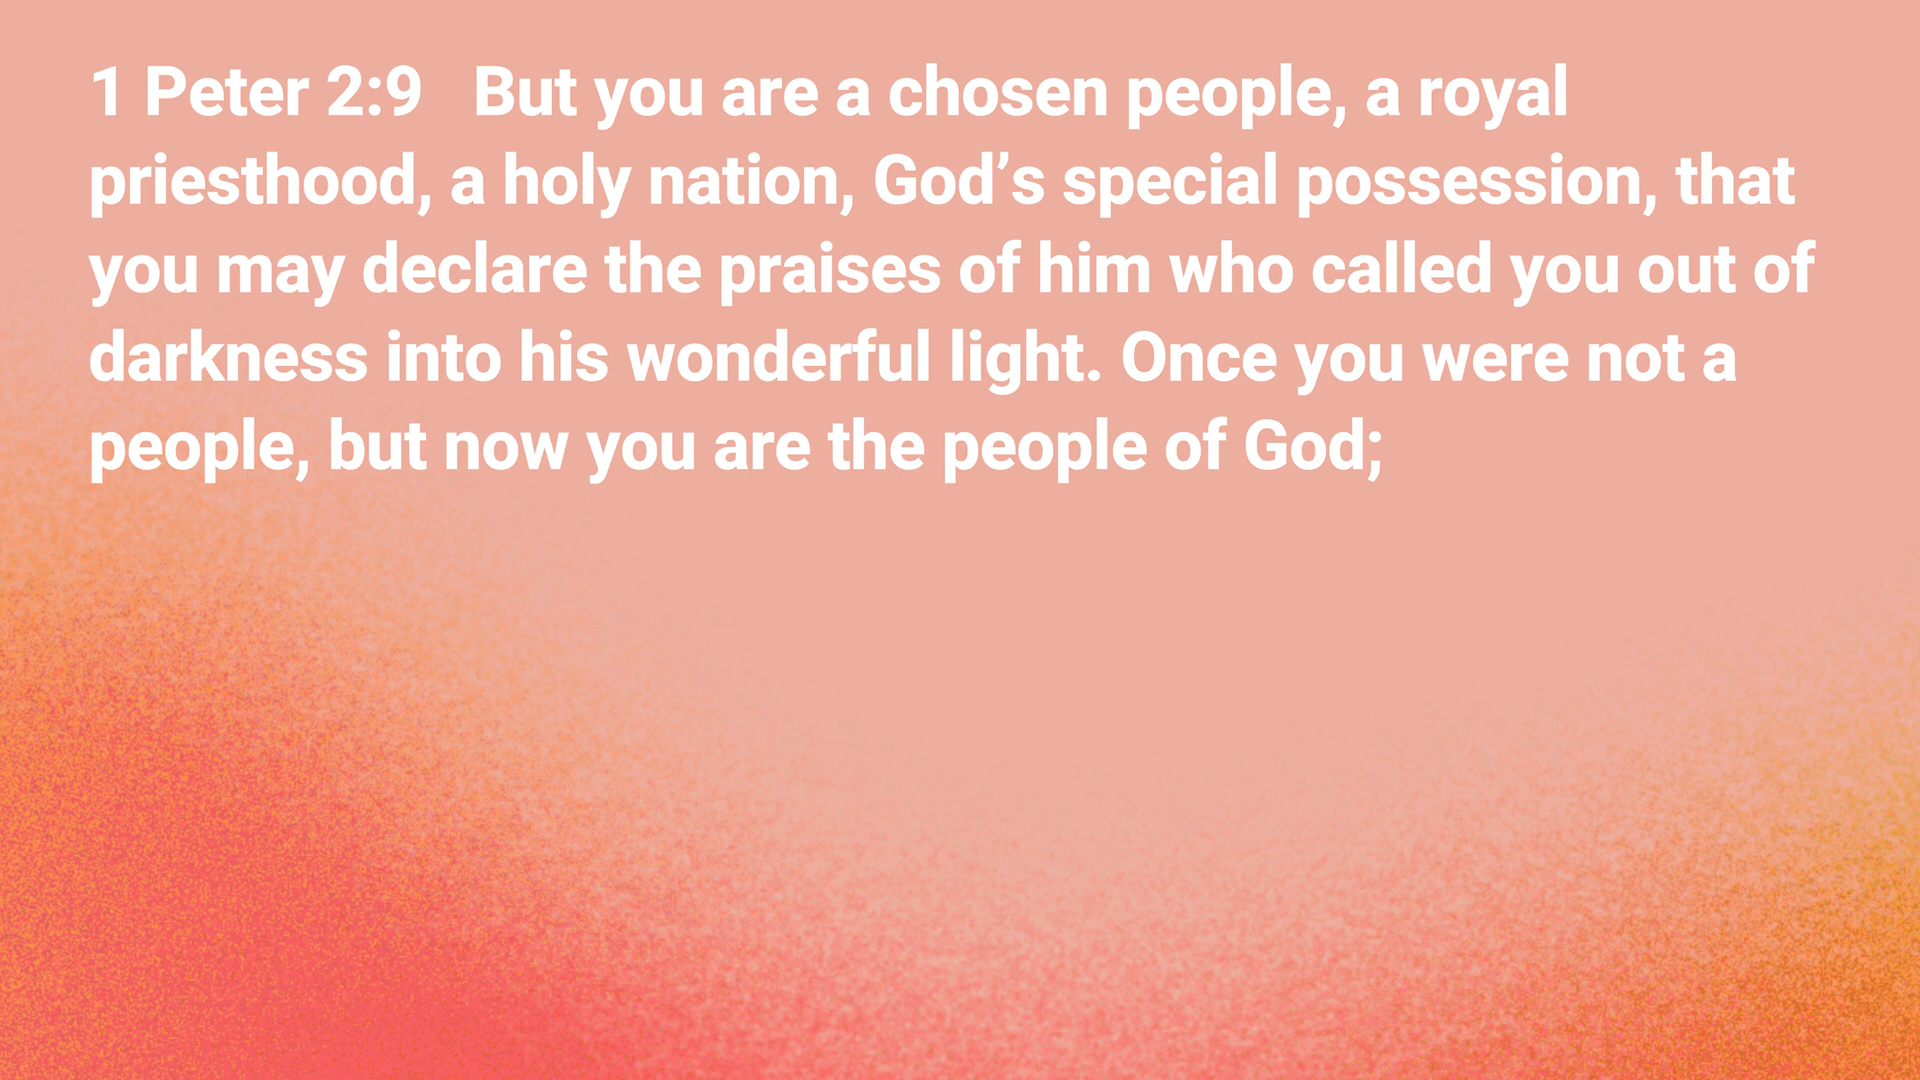 1 Peter 2:9   But you are a chosen people, a royal
priesthood, a holy nation, God’s special possession, that
you may declare the praises of him who called you out of
darkness into his wonderful light. Once you were not a
people, but now you are the people of God;